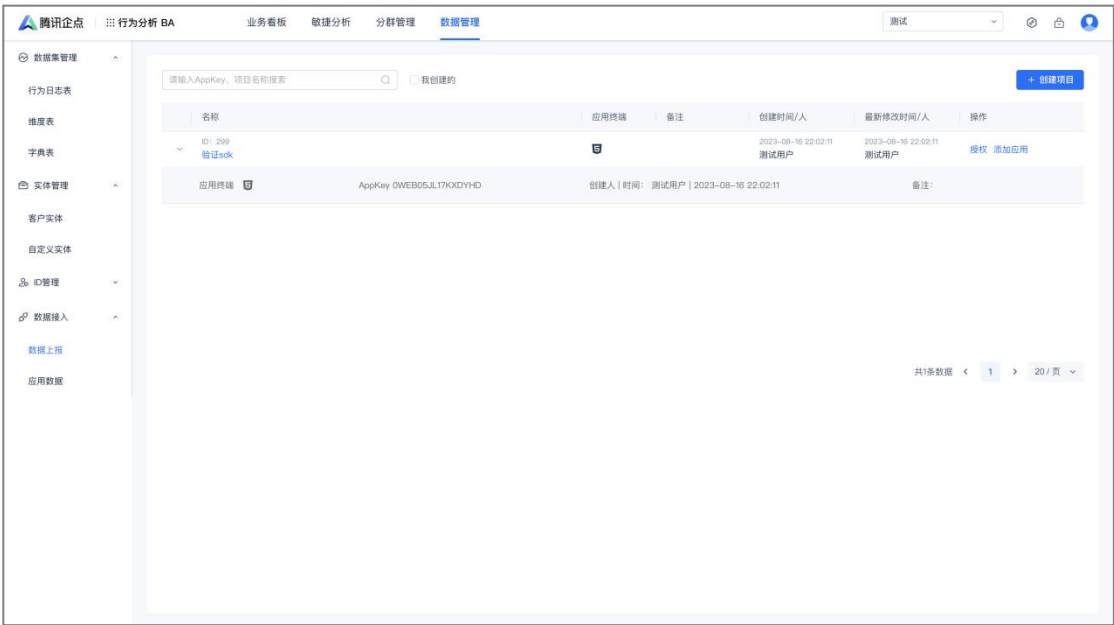 腾讯企点 行为分析 BA 业务看板 敏捷分析 分群管理 数据管理 测试
数据集管理
行为日志表
维度表
字典表
实体管理
客户实体
自定义实体
ID管理
数据接入
数据上报
应用数据
请输入AppKey、项目名称搜索 我创建的 + 创建项目
名称 应用终端 备注 创建时间/人 最新修改时间/人 操作
ID: 299 2023-08-16 22:02:11 2023-08-16 22:02:11
验证sdk 测试用户 测试用户 授权 添加应用
应用终端 AppKey 0WEB05JL17KXDYHD 创建人 | 时间: 测试用户 | 2023-08-16 22:02:11 备注:
共1条数据 < 1 > 20 / 页